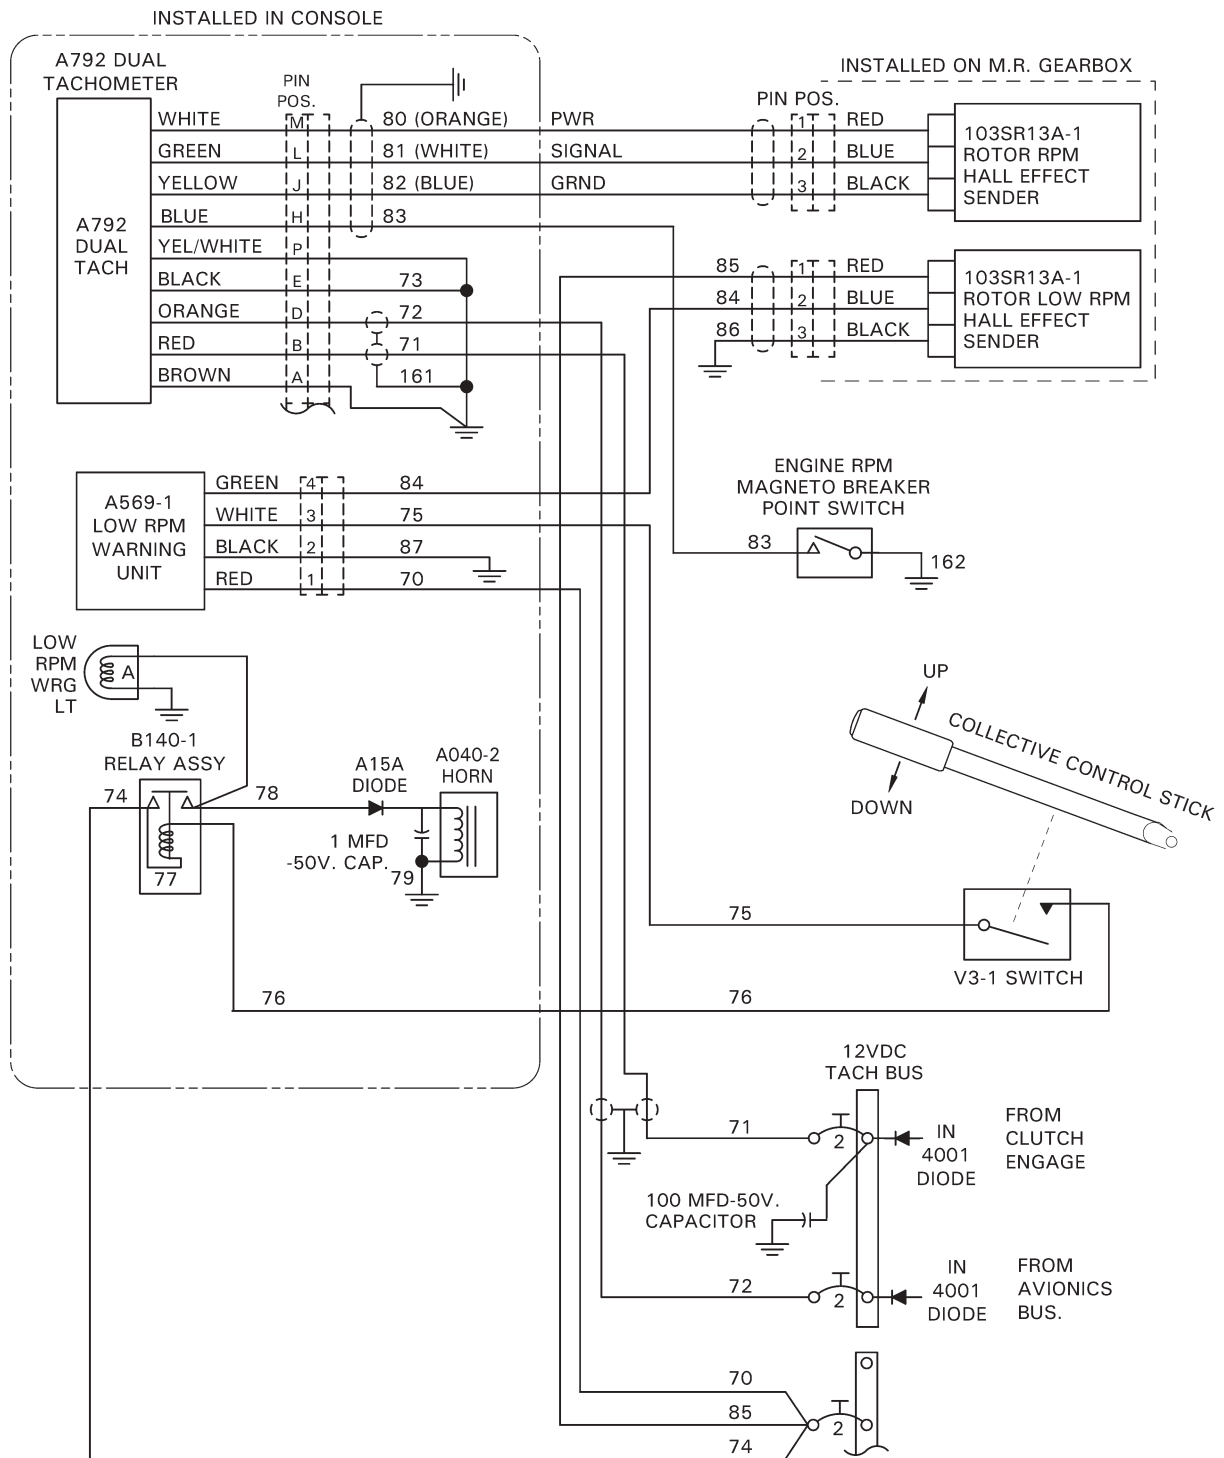 INSTALLED IN CONSOLE
A792 DUAL
TACHOMETER
PIN
POS.
A792
DUAL
TACH
WHITE
M
80 (ORANGE)
PWR
GREEN
L
81 (WHITE)
SIGNAL
YELLOW
J
82 (BLUE)
GRND
BLUE
H
83
YEL/WHITE
P
BLACK
E
73
ORANGE
D
72
RED
B
71
BROWN
A
161
INSTALLED ON M.R. GEARBOX
PIN POS.
1
RED
2
BLUE
3
BLACK
103SR13A-1
ROTOR RPM
HALL EFFECT
SENDER
85
1
RED
84
2
BLUE
86
3
BLACK
103SR13A-1
ROTOR LOW RPM
HALL EFFECT
SENDER
A569-1
LOW RPM
WARNING
UNIT
GREEN
4
84
WHITE
3
75
BLACK
2
87
RED
1
70
ENGINE RPM
MAGNETO BREAKER
POINT SWITCH
83
162
LOW
RPM
WRG
LT
A
B140-1
RELAY ASSY
74
78
77
A15A
DIODE
A040-2
HORN
1 MFD
-50V. CAP.
79
UP
COLLECTIVE CONTROL STICK
DOWN
75
V3-1 SWITCH
76
76
12VDC
TACH BUS
71
2
IN
4001
DIODE
FROM
CLUTCH
ENGAGE
100 MFD-50V.
CAPACITOR
72
2
IN
4001
DIODE
FROM
AVIONICS
BUS.
70
85
2
74